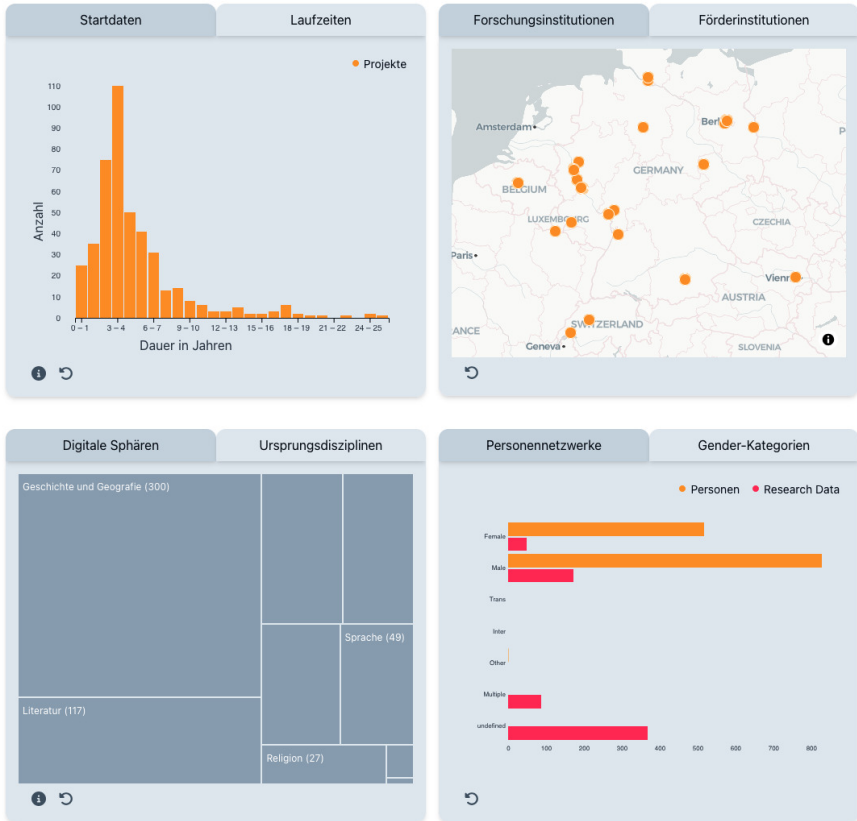 Startdaten
Laufzeiten
Projekte
110
100
90
80
70
60
50
40
30
20
10
0
Anzahl
0 – 1
3 – 4
6 – 7
9 – 10
12 – 13
15 – 16
18 – 19
21 – 22
24 – 25
Dauer in Jahren
Forschungsinstitutionen
Förderinstitutionen
Amsterdam
GERMANY
BELGIUM
CZECHIA
Paris
AUSTRIA
SWITZERLAND
Geneva
SLOVENIA
Digitale Sphären
Ursprungsdisziplinen
Geschichte und Geografie (300)
Sprache (49)
Literatur (117)
Religion (27)
Personennetzwerke
Gender-Kategorien
Personen
Research Data
Female
Male
Trans
Inter
Other
Multiple
undefined
0
100
200
300
400
500
600
700
800